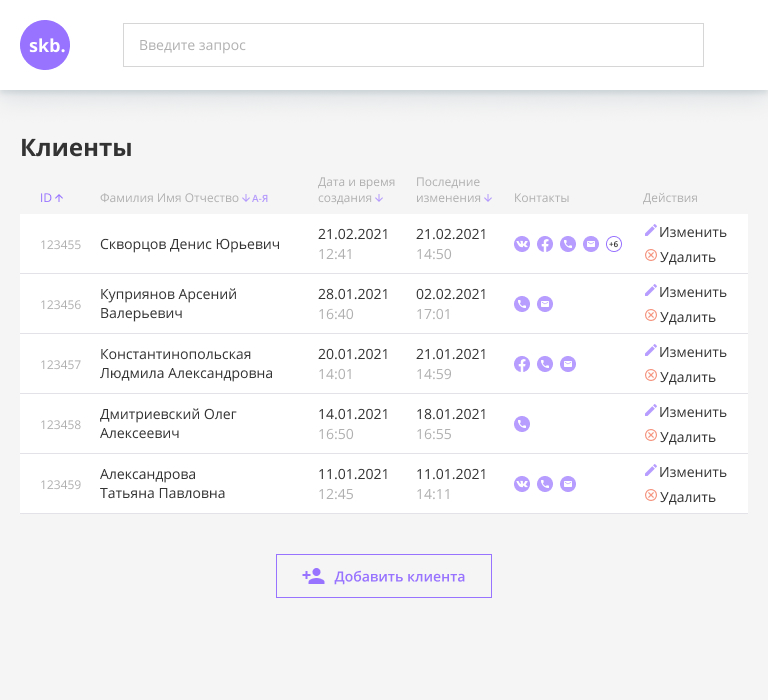 skb.
Введите запрос
Клиенты
ID Фамилия Имя Отчество А-Я Дата и время создания Последние изменения Контакты Действия
123455 Скворцов Денис Юрьевич 21.02.2021 12:41 21.02.2021 14:50 +6 Изменить Удалить
123456 Куприянов Арсений Валерьевич 28.01.2021 16:40 02.02.2021 17:01 Изменить Удалить
123457 Константинопольская Людмила Александровна 20.01.2021 14:01 21.01.2021 14:59 Изменить Удалить
123458 Дмитриевский Олег Алексеевич 14.01.2021 16:50 18.01.2021 16:55 Изменить Удалить
123459 Александрова Татьяна Павловна 11.01.2021 12:45 11.01.2021 14:11 Изменить Удалить
Добавить клиента